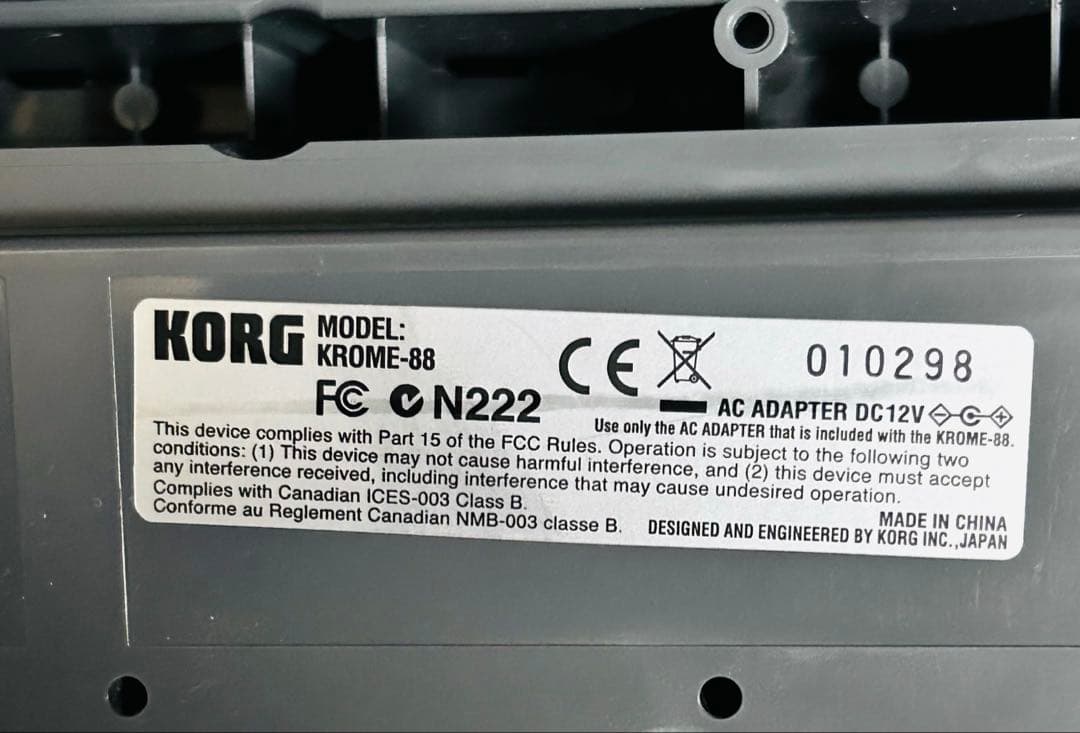 KORG MODEL:
KROME-88
010298
FC N222 CE
AC ADAPTER DC12V
Use only the AC ADAPTER that is included with the KROME-88.
This device complies with Part 15 of the FCC Rules. Operation is subject to the following two
conditions: (1) This device may not cause harmful interference, and (2) this device must accept
any interference received, including interference that may cause undesired operation.
Complies with Canadian ICES-003 Class B.
Conforme au Reglement Canadian NMB-003 classe B.
MADE IN CHINA
DESIGNED AND ENGINEERED BY KORG INC.,JAPAN